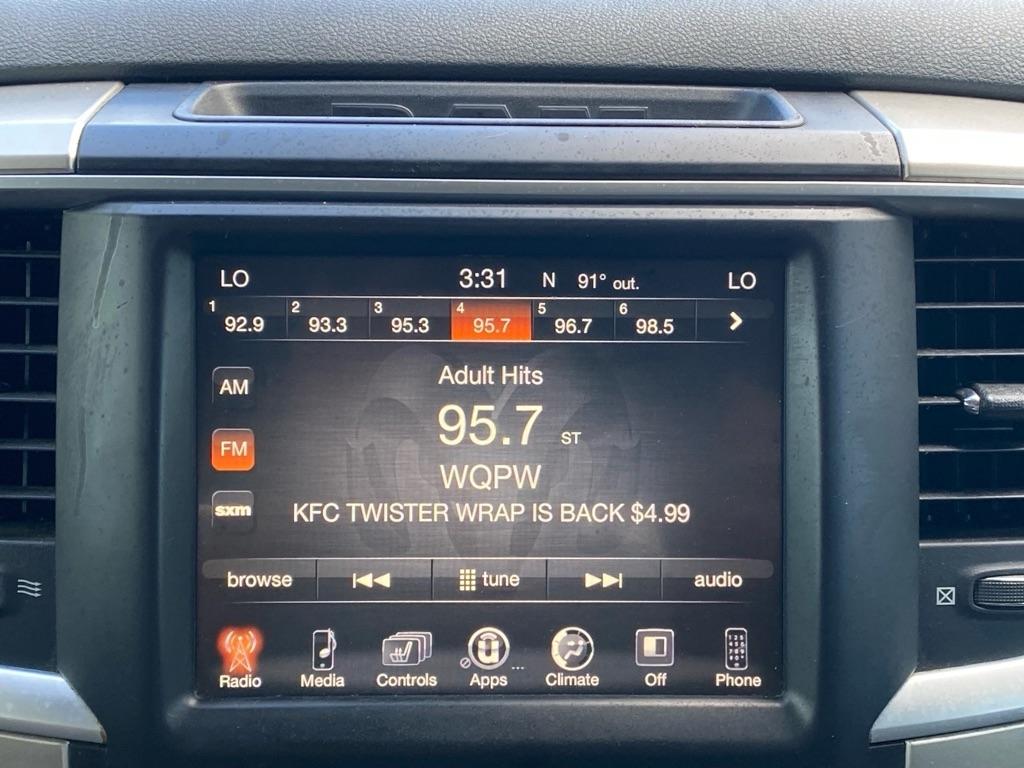 RAM
LO 3:31 N 91° out. LO
1 92.9 2 93.3 3 95.3 4 95.7 5 96.7 6 98.5
AM
Adult Hits
95.7 ST
FM
WQPW
sxm
KFC TWISTER WRAP IS BACK $4.99
browse tune audio
Radio Media Controls Apps... Climate Off Phone